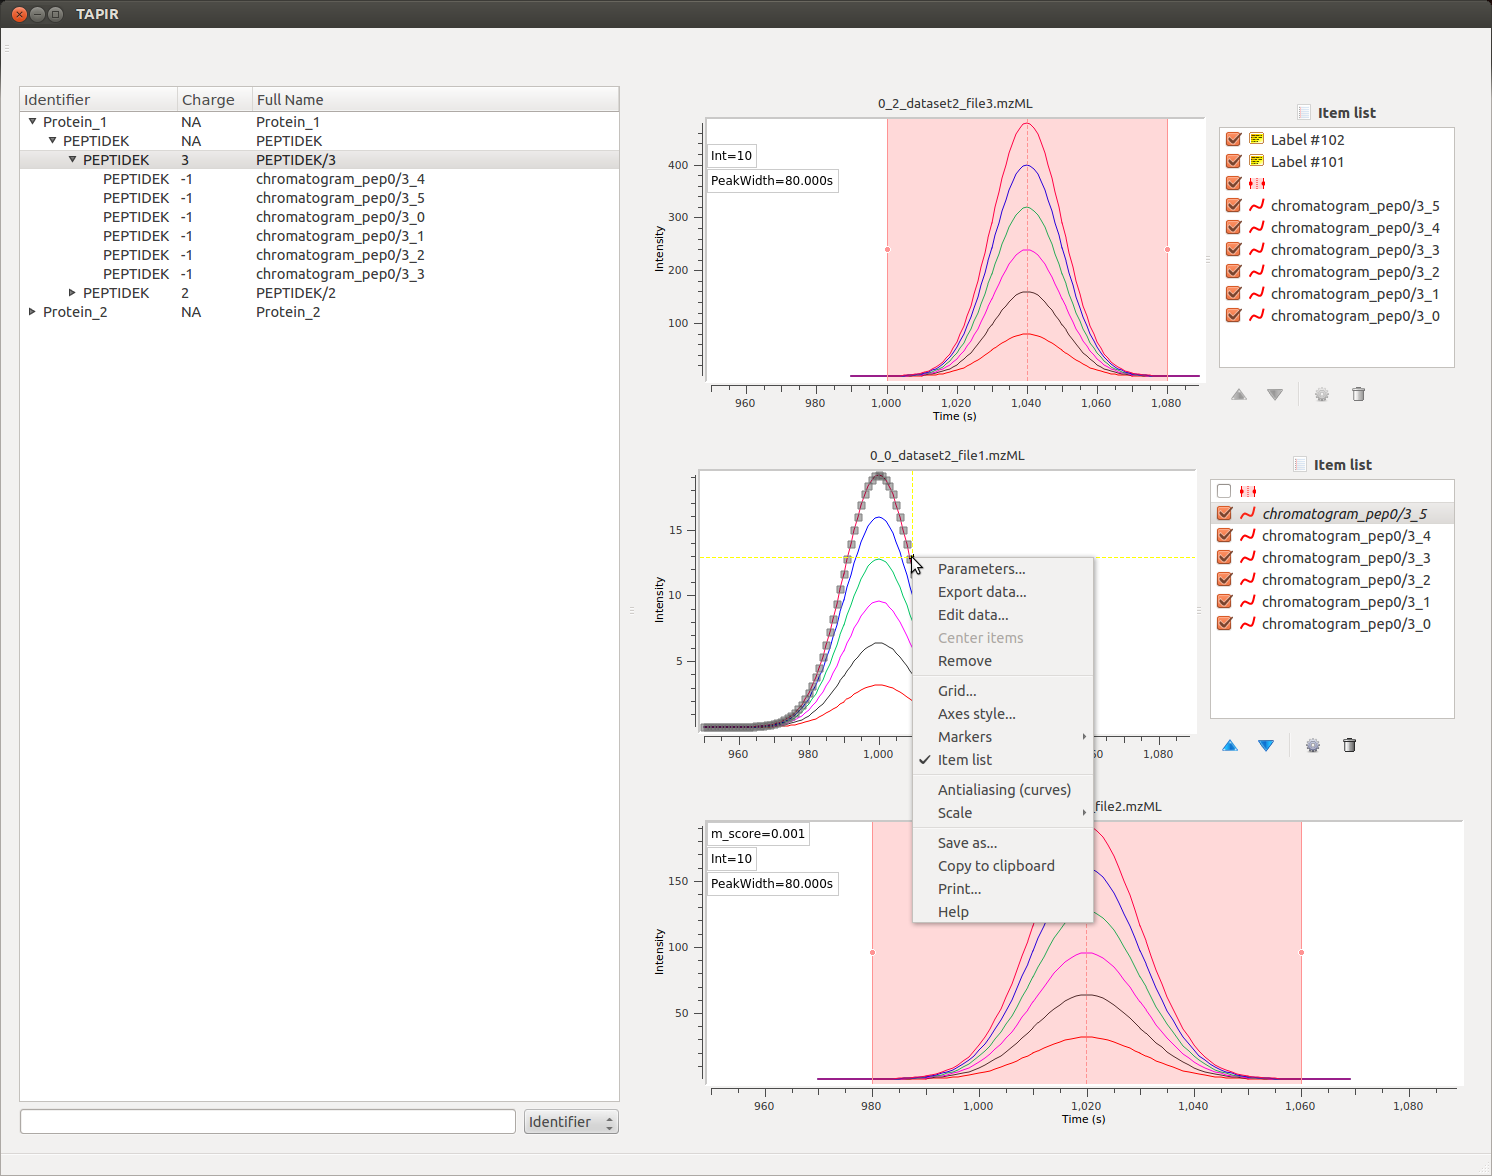 TAPIR
Identifier Charge Full Name
Protein_1 NA Protein_1
PEPTIDEK NA PEPTIDEK
PEPTIDEK 3 PEPTIDEK/3
PEPTIDEK -1 chromatogram_pep0/3_4
PEPTIDEK -1 chromatogram_pep0/3_5
PEPTIDEK -1 chromatogram_pep0/3_0
PEPTIDEK -1 chromatogram_pep0/3_1
PEPTIDEK -1 chromatogram_pep0/3_2
PEPTIDEK -1 chromatogram_pep0/3_3
PEPTIDEK 2 PEPTIDEK/2
Protein_2 NA Protein_2
Identifier
0_2_dataset2_file3.mzML
Int=10
PeakWidth=80.000s
Intensity
400
300
200
100
960 980 1,000 1,020 1,040 1,060 1,080
Time (s)
Item list
Label #102
Label #101
chromatogram_pep0/3_5
chromatogram_pep0/3_4
chromatogram_pep0/3_3
chromatogram_pep0/3_2
chromatogram_pep0/3_1
chromatogram_pep0/3_0
0_0_dataset2_file1.mzML
Intensity
15
10
5
960 980 1,000 60 1,080
Item list
chromatogram_pep0/3_5
chromatogram_pep0/3_4
chromatogram_pep0/3_3
chromatogram_pep0/3_2
chromatogram_pep0/3_1
chromatogram_pep0/3_0
Parameters...
Export data...
Edit data...
Center items
Remove
Grid...
Axes style...
Markers
Item list
Antialiasing (curves)
Scale
Save as...
Copy to clipboard
Print...
Help
_file2.mzML
m_score=0.001
Int=10
PeakWidth=80.000s
Intensity
150
100
50
960 980 1,000 1,020 1,040 1,060 1,080
Time (s)